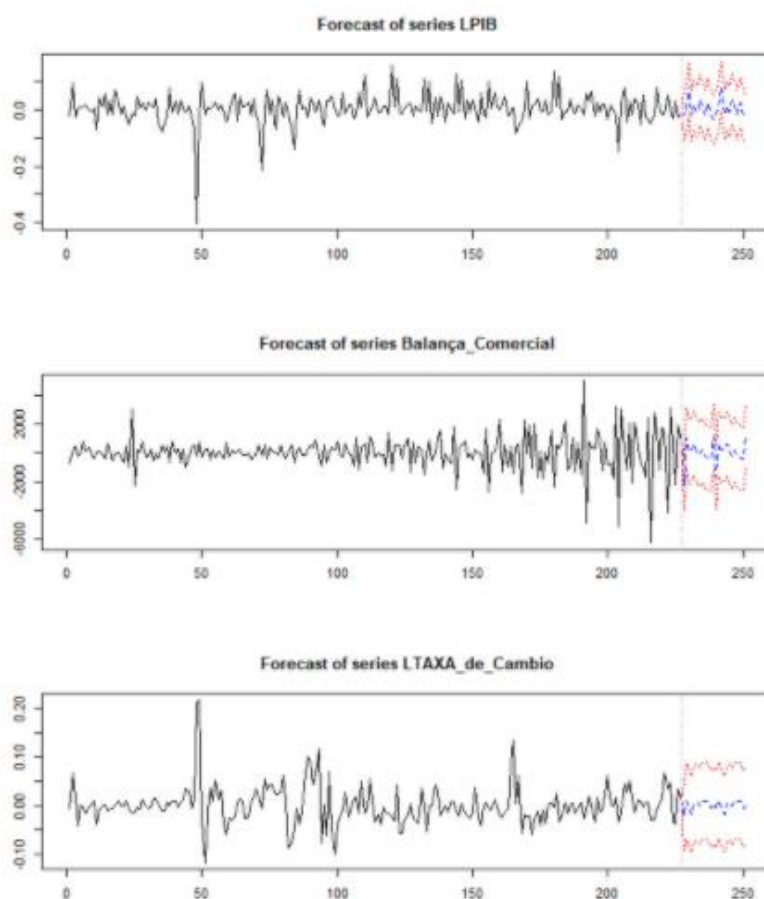 Forecast of series LPIB
0.0
-0.2
-0.4
0 50 100 150 200 250
Forecast of series Balança_Comercial
2000
-2000
-6000
0 50 100 150 200 250
Forecast of series LTAXA_de_Cambio
0.20
0.10
0.00
-0.10
0 50 100 150 200 250